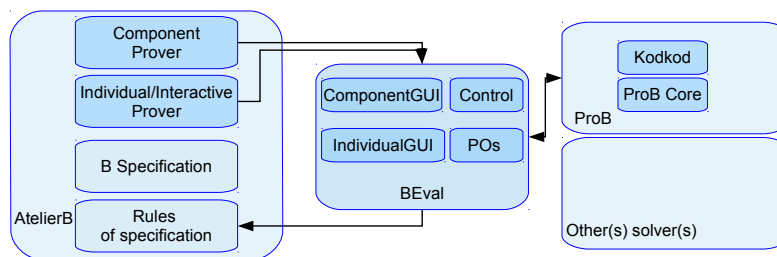 Component
Prover
Individual/Interactive
Prover
B Specification
AtelierB
Rules
of specification
ComponentGUI
Control
IndividualGUI
POs
BEval
Kodkod
ProB Core
ProB
Other(s) solver(s)